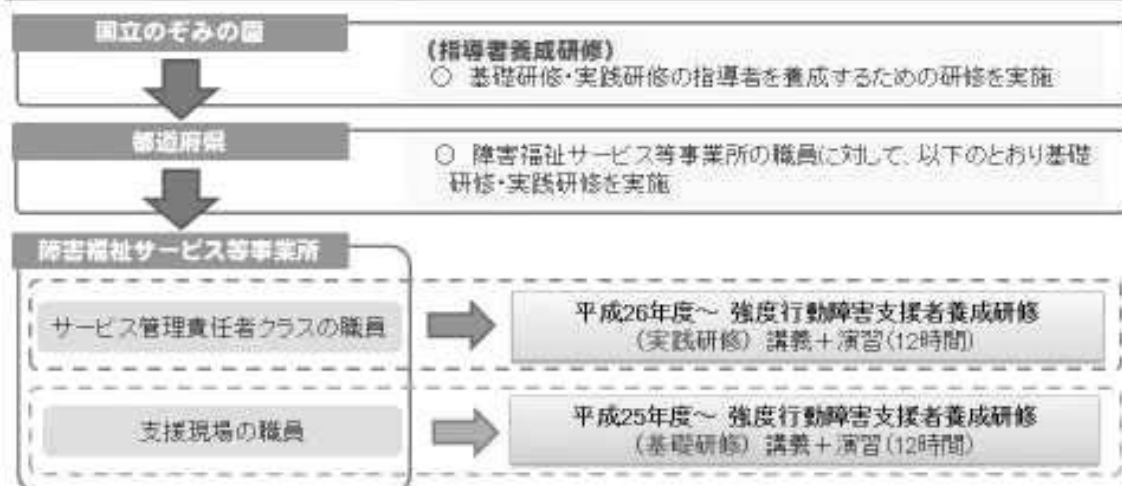 国立のぞみの園
(指導者養成研修)
○ 基礎研修・実践研修の指導者を養成するための研修を実施
都道府県
○ 障害福祉サービス等事業所の職員に対して、以下のとおり基礎
研修・実践研修を実施
障害福祉サービス等事業所
サービス管理責任者クラスの職員
平成26年度～ 強度行動障害支援者養成研修
(実践研修) 講義+演習(12時間)
支援現場の職員
平成25年度～ 強度行動障害支援者養成研修
(基礎研修) 講義+演習(12時間)